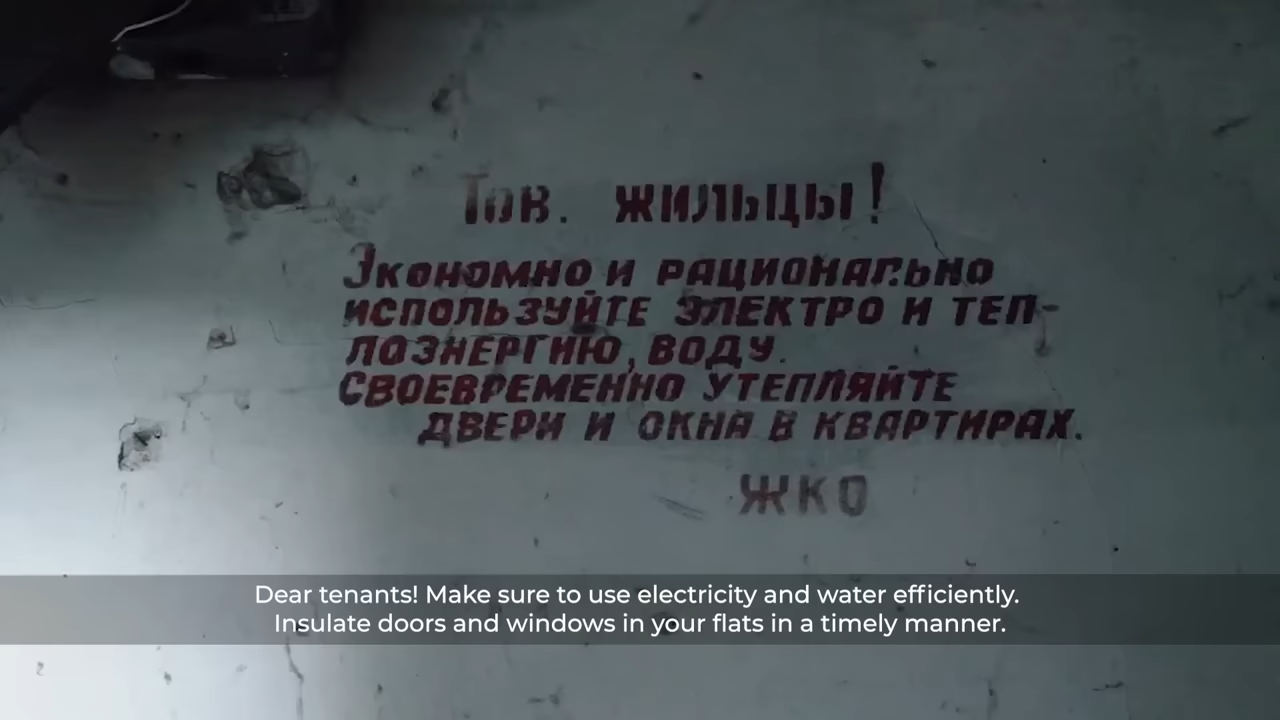 Тов. жильцы!
Экономно и рационально
используйте электро и теп-
лоэнергию, воду.
Своевременно утепляйте
двери и окна в квартирах.
ЖКО
Dear tenants! Make sure to use electricity and water efficiently.
Insulate doors and windows in your flats in a timely manner.